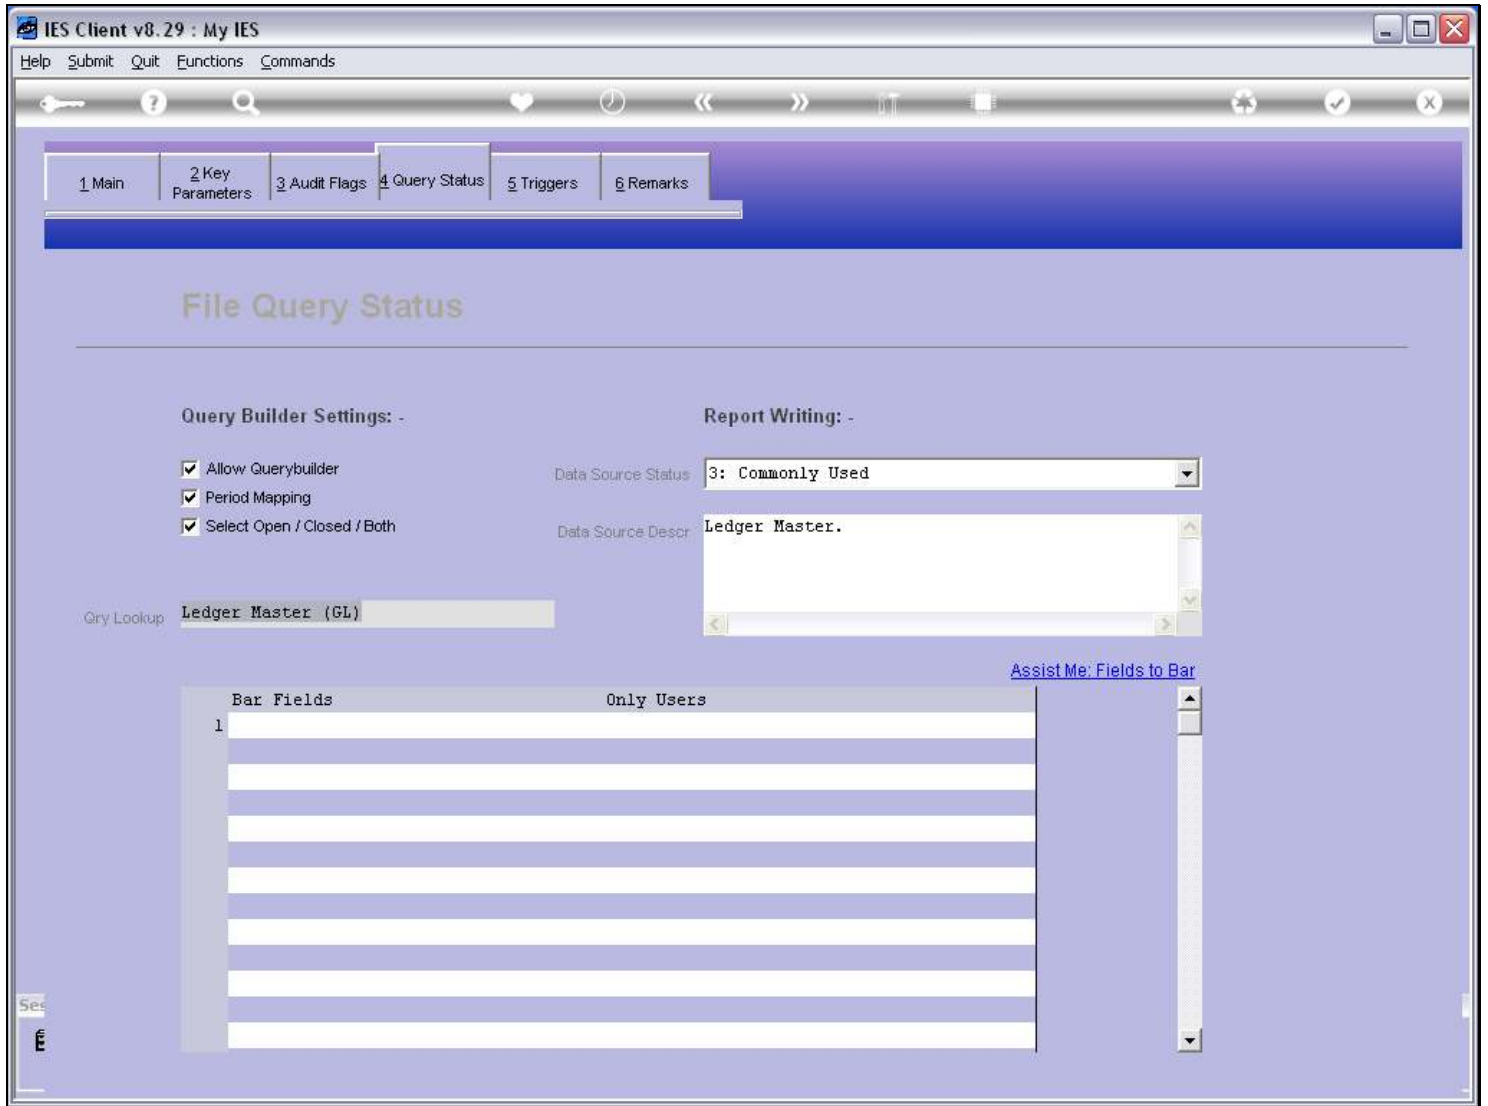 IES Client v8.29 : My IES
Help Submit Quit Functions Commands
1 Main
2 Key
Parameters
3 Audit Flags
4 Query Status
5 Triggers
6 Remarks
File Query Status
Query Builder Settings: -
Report Writing: -
Allow Querybuilder
Data Source Status
3: Commonly Used
Period Mapping
Select Open / Closed / Both
Data Source Descr
Ledger Master.
Qry Lookup
Ledger Master (GL)
Assist Me: Fields to Bar
Bar Fields Only Users
1
Ses